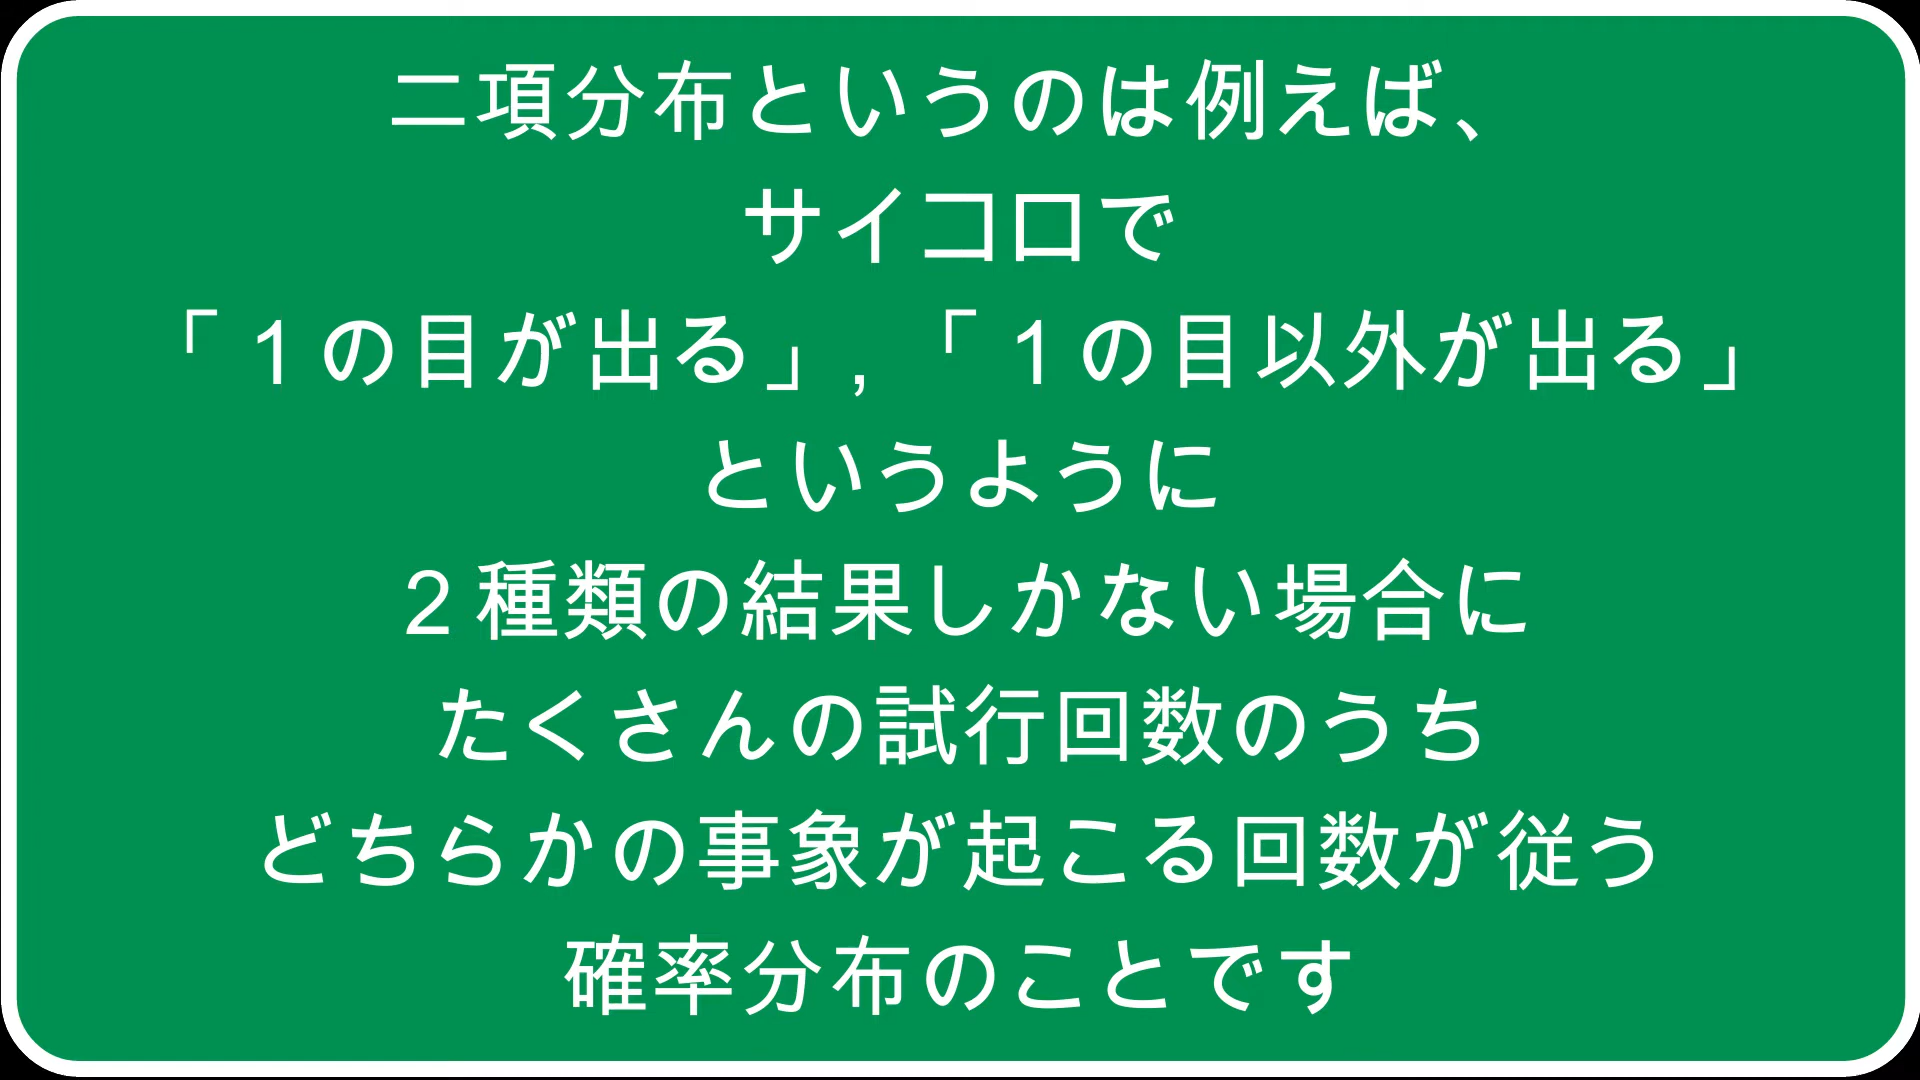 二項分布というのは例えば、
サイコロで
「１の目が出る」,「１の目以外が出る」
というように
２種類の結果しかない場合に
たくさんの試行回数のうち
どちらかの事象が起こる回数が従う
確率分布のことです